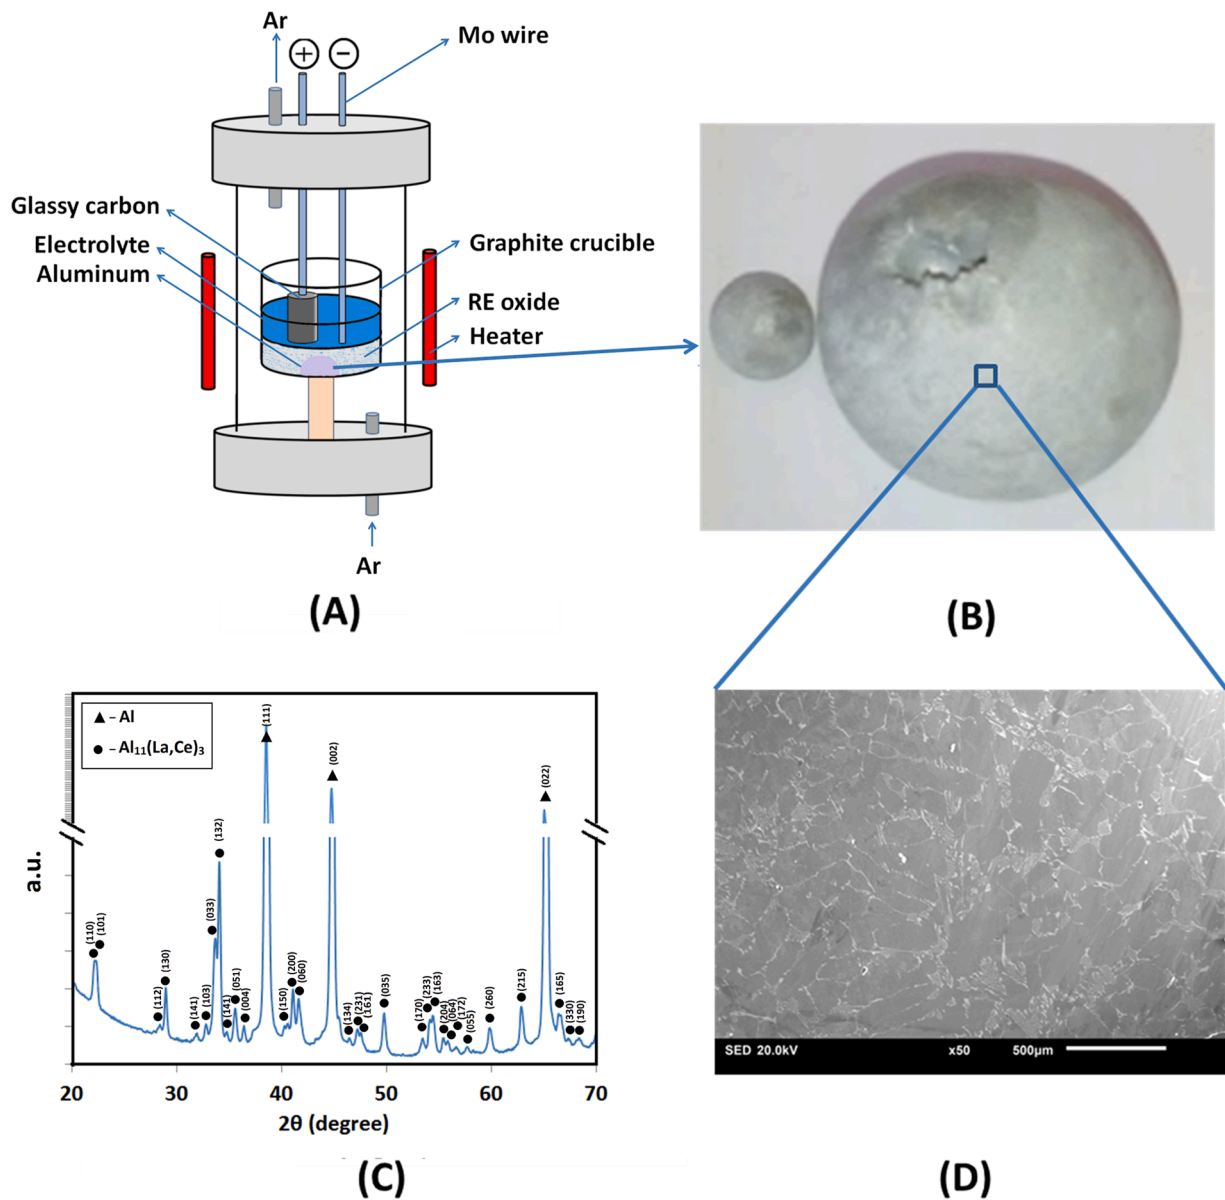 Ar
+ −
Mo wire
Glassy carbon
Electrolyte
Aluminum
Graphite crucible
RE oxide
Heater
Ar
(A)
(B)
▲ – Al
● – Al₁₁(La,Ce)₃
a.u.
(110)
(101)
(112)
(130)
(141)
(103)
(033)
(132)
(141)
(051)
(004)
(111)
(150)
(200)
(060)
(002)
(134)
(231)
(161)
(035)
(170)
(233)
(163)
(204)
(064)
(172)
(055)
(260)
(215)
(022)
(165)
(330)
(190)
20 30 40 50 60 70
2θ (degree)
(C)
SED 20.0kV x50 500µm
(D)